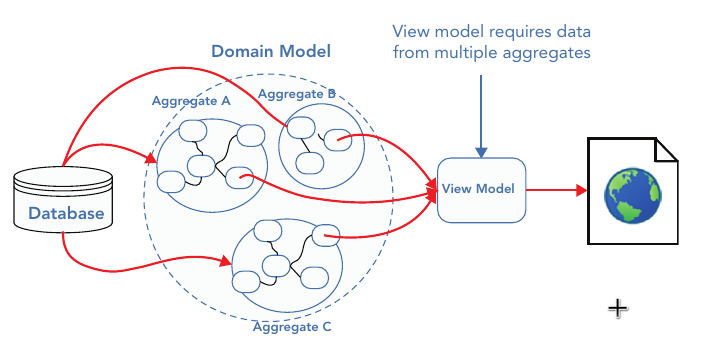 View model requires data
from multiple aggregates
Domain Model
Aggregate A
Aggregate B
Database
View Model
Aggregate C